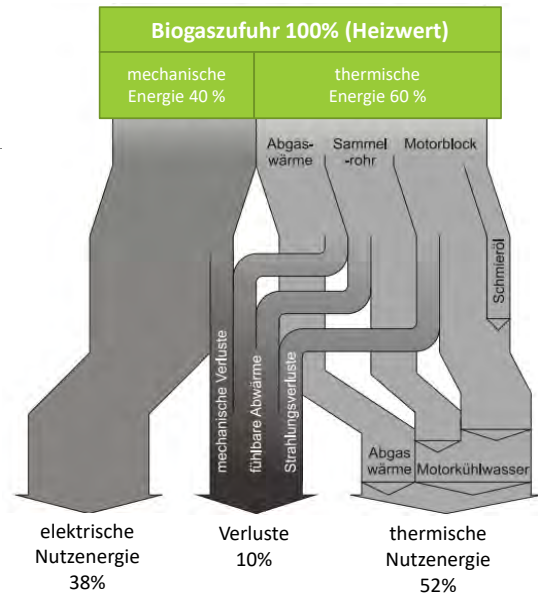 Biogaszufuhr 100% (Heizwert)
mechanische
Energie 40 %
thermische
Energie 60 %
Abgas-
wärme
Sammel
-rohr
Motorblock
Schmieröl
mechanische Verluste
fühlbare Abwärme
Strahlungsverluste
Abgas
wärme
Motorkühlwasser
elektrische
Nutzenergie
38%
Verluste
10%
thermische
Nutzenergie
52%